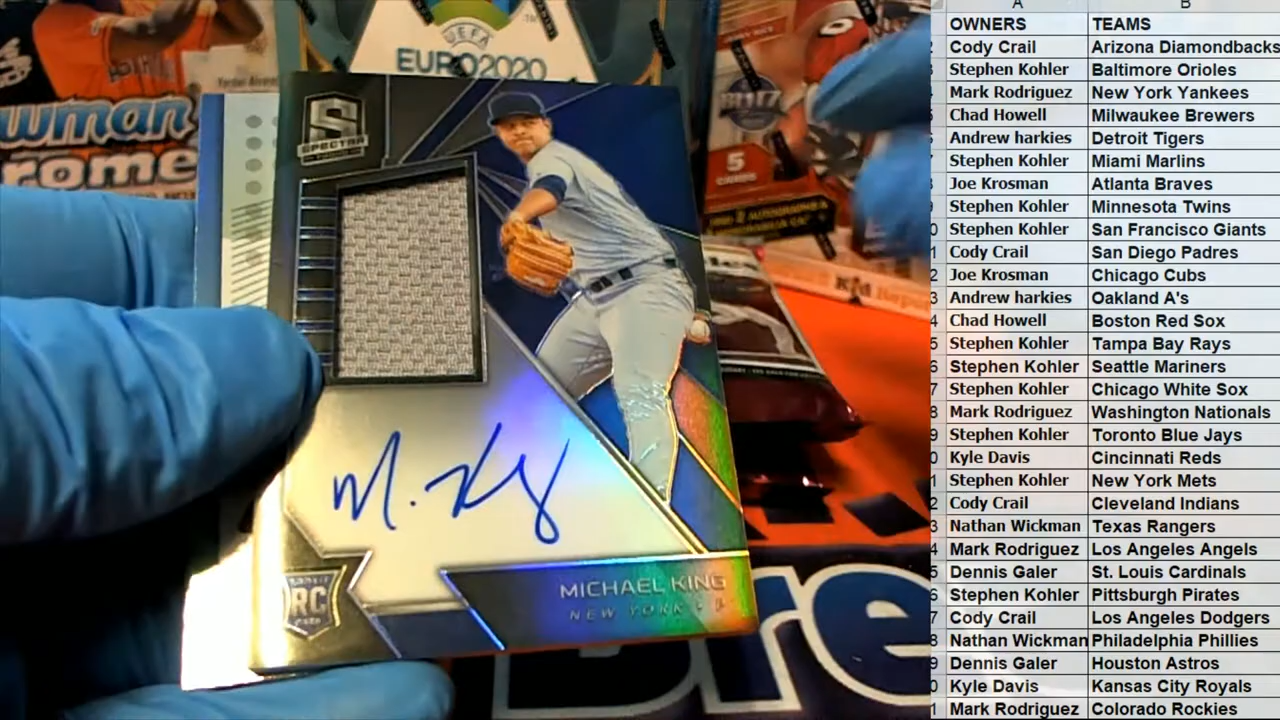 UEFA
EURO2020
wman
rome
5
CARDS
S
SPECTRA
M. King
RC
MICHAEL KING
NEW YORK
Bre
A B
OWNERS TEAMS
Cody Crail Arizona Diamondbacks
Stephen Kohler Baltimore Orioles
Mark Rodriguez New York Yankees
Chad Howell Milwaukee Brewers
Andrew harkies Detroit Tigers
Stephen Kohler Miami Marlins
Joe Krosman Atlanta Braves
Stephen Kohler Minnesota Twins
Stephen Kohler San Francisco Giants
Cody Crail San Diego Padres
Joe Krosman Chicago Cubs
Andrew harkies Oakland A's
Chad Howell Boston Red Sox
Stephen Kohler Tampa Bay Rays
Stephen Kohler Seattle Mariners
Stephen Kohler Chicago White Sox
Mark Rodriguez Washington Nationals
Stephen Kohler Toronto Blue Jays
Kyle Davis Cincinnati Reds
Stephen Kohler New York Mets
Cody Crail Cleveland Indians
Nathan Wickman Texas Rangers
Mark Rodriguez Los Angeles Angels
Dennis Galer St. Louis Cardinals
Stephen Kohler Pittsburgh Pirates
Cody Crail Los Angeles Dodgers
Nathan Wickman Philadelphia Phillies
Dennis Galer Houston Astros
Kyle Davis Kansas City Royals
Mark Rodriguez Colorado Rockies